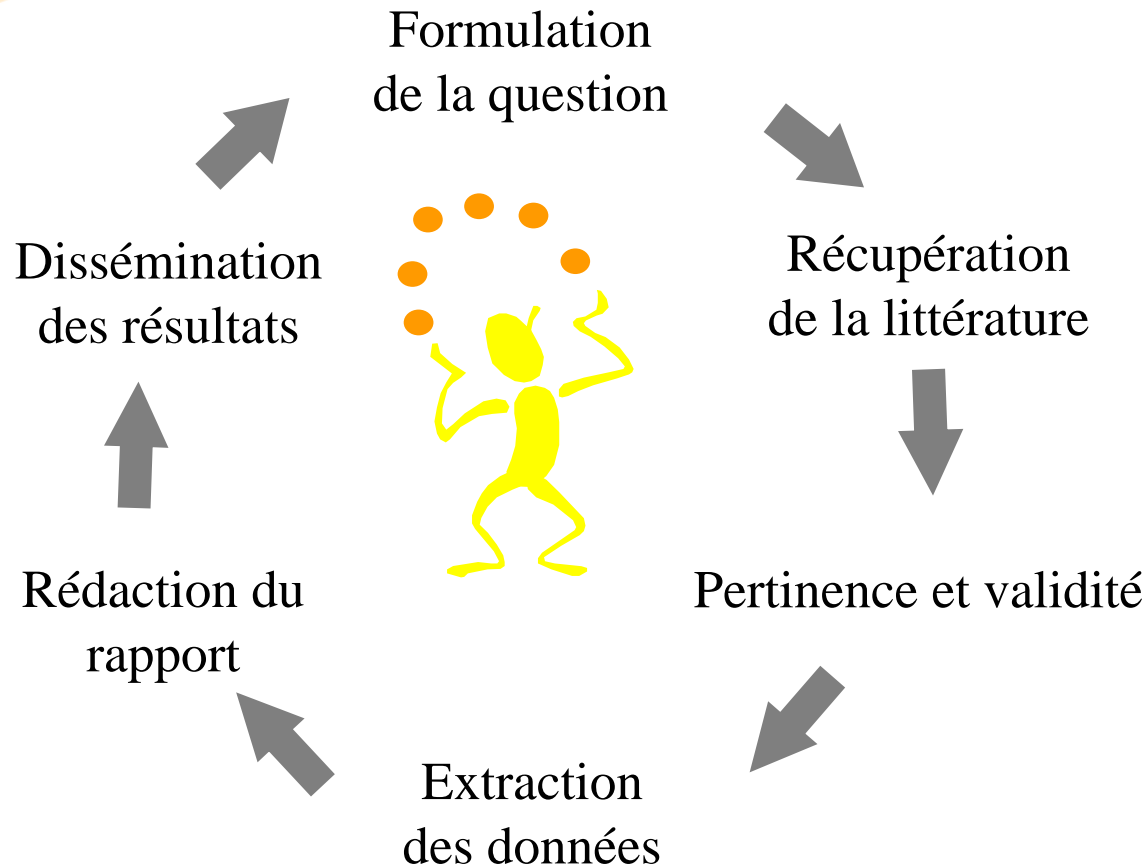 Formulation
de la question
Récupération
de la littérature
Pertinence et validité
Extraction
des données
Rédaction du
rapport
Dissémination
des résultats